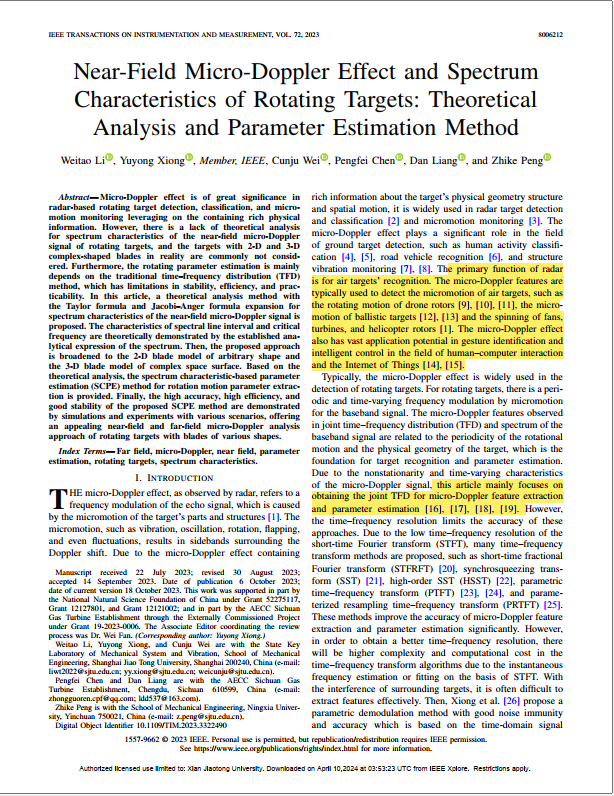 IEEE TRANSACTIONS ON INSTRUMENTATION AND MEASUREMENT, VOL. 72, 2023
8006212
Near-Field Micro-Doppler Effect and Spectrum
Characteristics of Rotating Targets: Theoretical
Analysis and Parameter Estimation Method
Weitao Li, Yuyong Xiong, Member, IEEE, Cunju Wei, Pengfei Chen, Dan Liang, and Zhike Peng
Abstract—Micro-Doppler effect is of great significance in
radar-based rotating target detection, classification, and micro-
motion monitoring leveraging on the containing rich physical
information. However, there is a lack of theoretical analysis
for spectrum characteristics of the near-field micro-Doppler
signal of rotating targets, and the targets with 2-D and 3-D
complex-shaped blades in reality are commonly not consid-
ered. Furthermore, the rotating parameter estimation is mainly
depends on the traditional time–frequency distribution (TFD)
method, which has limitations in stability, efficiency, and prac-
ticability. In this article, a theoretical analysis method with
the Taylor formula and Jacobi–Anger formula expansion for
spectrum characteristics of the near-field micro-Doppler signal is
proposed. The characteristics of spectral line interval and critical
frequency are theoretically demonstrated by the established ana-
lytical expression of the spectrum. Then, the proposed approach
is broadened to the 2-D blade model of arbitrary shape and
the 3-D blade model of complex space surface. Based on the
theoretical analysis, the spectrum characteristic-based parameter
estimation (SCPE) method for rotation motion parameter extrac-
tion is provided. Finally, the high accuracy, high efficiency, and
good stability of the proposed SCPE method are demonstrated
by simulations and experiments with various scenarios, offering
an appealing near-field and far-field micro-Doppler analysis
approach of rotating targets with blades of various shapes.
Index Terms—Far field, micro-Doppler, near field, parameter
estimation, rotating targets, spectrum characteristics.
I. INTRODUCTION
THE micro-Doppler effect, as observed by radar, refers to a
frequency modulation of the echo signal, which is caused
by the micromotion of the target's parts and structures [1]. The
micromotion, such as vibration, oscillation, rotation, flapping,
and even fluctuations, results in sidebands surrounding the
Doppler shift. Due to the micro-Doppler effect containing
Manuscript received 22 July 2023; revised 30 August 2023;
accepted 14 September 2023. Date of publication 6 October 2023;
date of current version 18 October 2023. This work was supported in part by
the National Natural Science Foundation of China under Grant 52275117,
Grant 12127801, and Grant 12121002; and in part by the AECC Sichuan
Gas Turbine Establishment through the Externally Commissioned Project
under Grant 19-2023-0006. The Associate Editor coordinating the review
process was Dr. Wei Fan. (Corresponding author: Yuyong Xiong.)
Weitao Li, Yuyong Xiong, and Cunju Wei are with the State Key
Laboratory of Mechanical System and Vibration, School of Mechanical
Engineering, Shanghai Jiao Tong University, Shanghai 200240, China (e-mail:
liwt2022@sjtu.edu.cn; yy.xiong@sjtu.edu.cn; weicunju@sjtu.edu.cn).
Pengfei Chen and Dan Liang are with the AECC Sichuan Gas
Turbine Establishment, Chengdu, Sichuan 610599, China (e-mail:
zhongguoren.cpf@qq.com; ldd537@163.com).
Zhike Peng is with the School of Mechanical Engineering, Ningxia Univer-
sity, Yinchuan 750021, China (e-mail: z.peng@sjtu.edu.cn).
Digital Object Identifier 10.1109/TIM.2023.3322490
rich information about the target's physical geometry structure
and spatial motion, it is widely used in radar target detection
and classification [2] and micromotion monitoring [3]. The
micro-Doppler effect plays a significant role in the field
of ground target detection, such as human activity classifi-
cation [4], [5], road vehicle recognition [6], and structure
vibration monitoring [7], [8]. The primary function of radar
is for air targets' recognition. The micro-Doppler features are
typically used to detect the micromotion of air targets, such as
the rotating motion of drone rotors [9], [10], [11], the micro-
motion of ballistic targets [12], [13] and the spinning of fans,
turbines, and helicopter rotors [1]. The micro-Doppler effect
also has vast application potential in gesture identification and
intelligent control in the field of human–computer interaction
and the Internet of Things [14], [15].
Typically, the micro-Doppler effect is widely used in the
detection of rotating targets. For rotating targets, there is a peri-
odic and time-varying frequency modulation by micromotion
for the baseband signal. The micro-Doppler features observed
in joint time–frequency distribution (TFD) and spectrum of the
baseband signal are related to the periodicity of the rotational
motion and the physical geometry of the target, which is the
foundation for target recognition and parameter estimation.
Due to the nonstationarity and time-varying characteristics
of the micro-Doppler signal, this article mainly focuses on
obtaining the joint TFD for micro-Doppler feature extraction
and parameter estimation [16], [17], [18], [19]. However,
the time–frequency resolution limits the accuracy of these
approaches. Due to the low time–frequency resolution of the
short-time Fourier transform (STFT), many time–frequency
transform methods are proposed, such as short-time fractional
Fourier transform (STFRFT) [20], synchrosqueezing trans-
form (SST) [21], high-order SST (HSST) [22], parametric
time–frequency transform (PTFT) [23], [24], and parame-
terized resampling time–frequency transform (PRTFT) [25].
These methods improve the accuracy of micro-Doppler feature
extraction and parameter estimation significantly. However,
in order to obtain a better time–frequency resolution, there
will be higher complexity and computational cost in the
time–frequency transform algorithms due to the instantaneous
frequency estimation or fitting on the basis of STFT. With
the interference of surrounding targets, it is often difficult to
extract features effectively. Then, Xiong et al. [26] propose a
parametric demodulation method with good noise immunity
and accuracy which is based on the time-domain signal
1557-9662 © 2023 IEEE. Personal use is permitted, but republication/redistribution requires IEEE permission.
See https://www.ieee.org/publications/rights/index.html for more information.
Authorized licensed use limited to: Xian Jiaotong University. Downloaded on April 10,2024 at 03:53:23 UTC from IEEE Xplore. Restrictions apply.